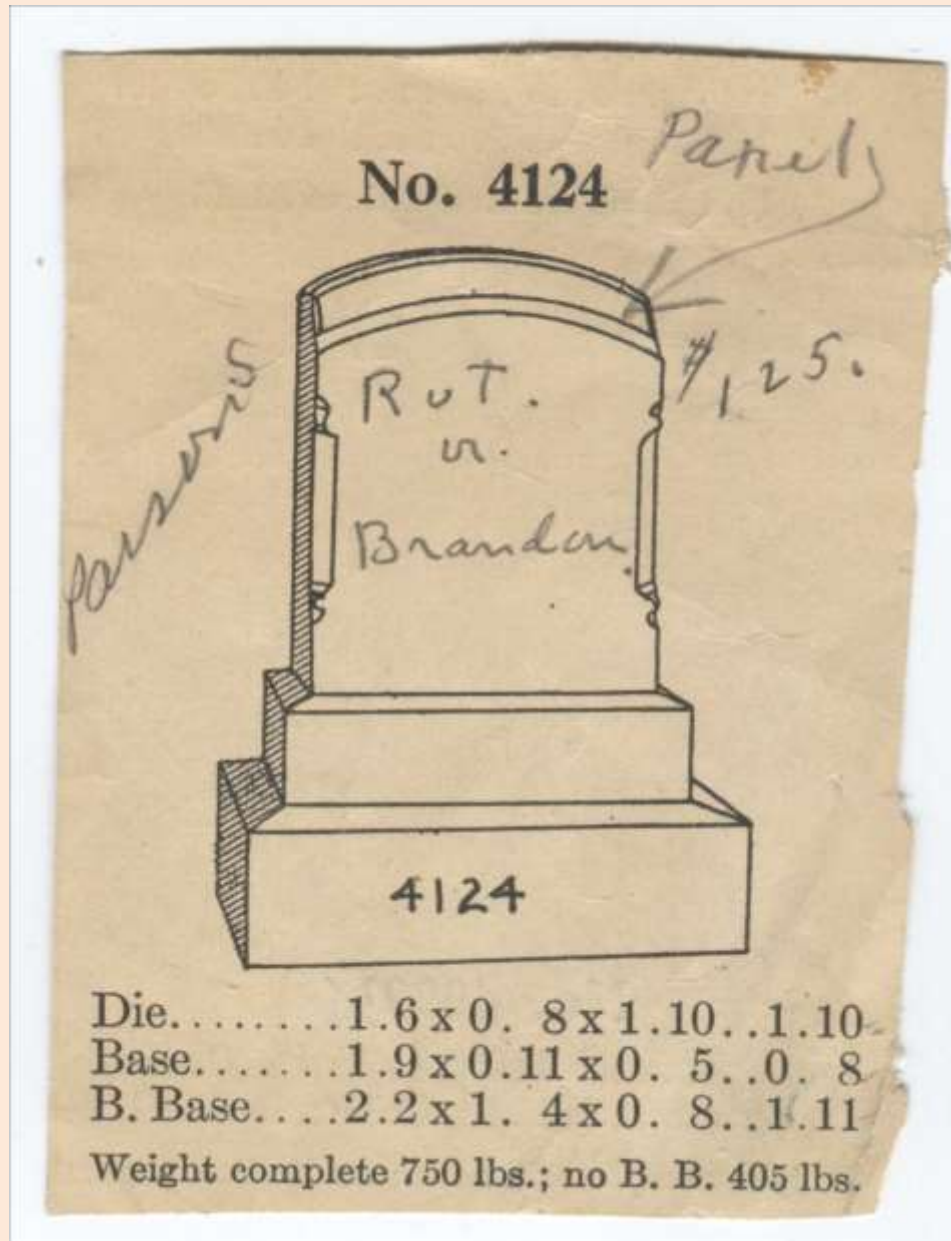 Panel
No. 4124
$125.
Parsons
Rut.
or.
Brandon.
4124
Die........1.6 x 0. 8 x 1.10..1.10
Base.......1.9 x 0.11 x 0. 5..0. 8
B. Base....2.2 x 1. 4 x 0. 8..1.11
Weight complete 750 lbs.; no B. B. 405 lbs.